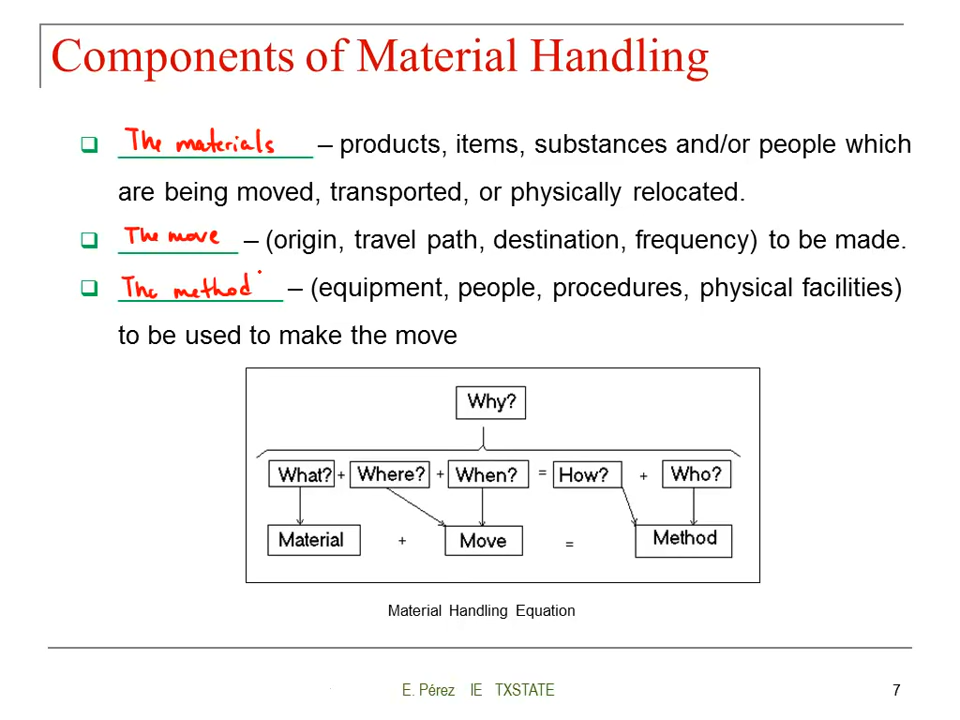 Components of Material Handling
The materials – products, items, substances and/or people which
are being moved, transported, or physically relocated.
The move – (origin, travel path, destination, frequency) to be made.
The method – (equipment, people, procedures, physical facilities)
to be used to make the move
Why?
What? + Where? + When? = How? + Who?
Material + Move = Method
Material Handling Equation
E. Pérez IE TXSTATE 7